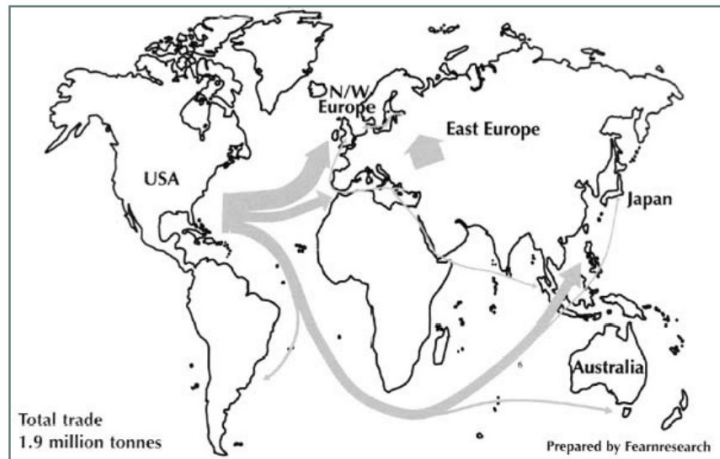 N/W
Europe
East Europe
USA
Japan
Australia
Total trade
1.9 million tonnes
Prepared by Fearnresearch